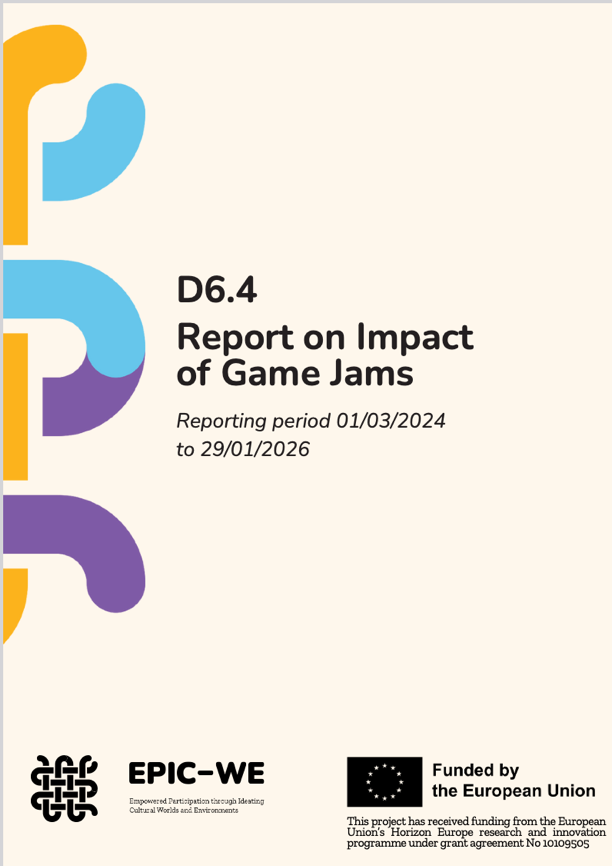 D6.4
Report on Impact
of Game Jams
Reporting period 01/03/2024
to 29/01/2026
EPIC-WE
Empowered Participation through Ideating
Cultural Worlds and Environments
Funded by
the European Union
This project has received funding from the European
Union's Horizon Europe research and innovation
programme under grant agreement No 10109505